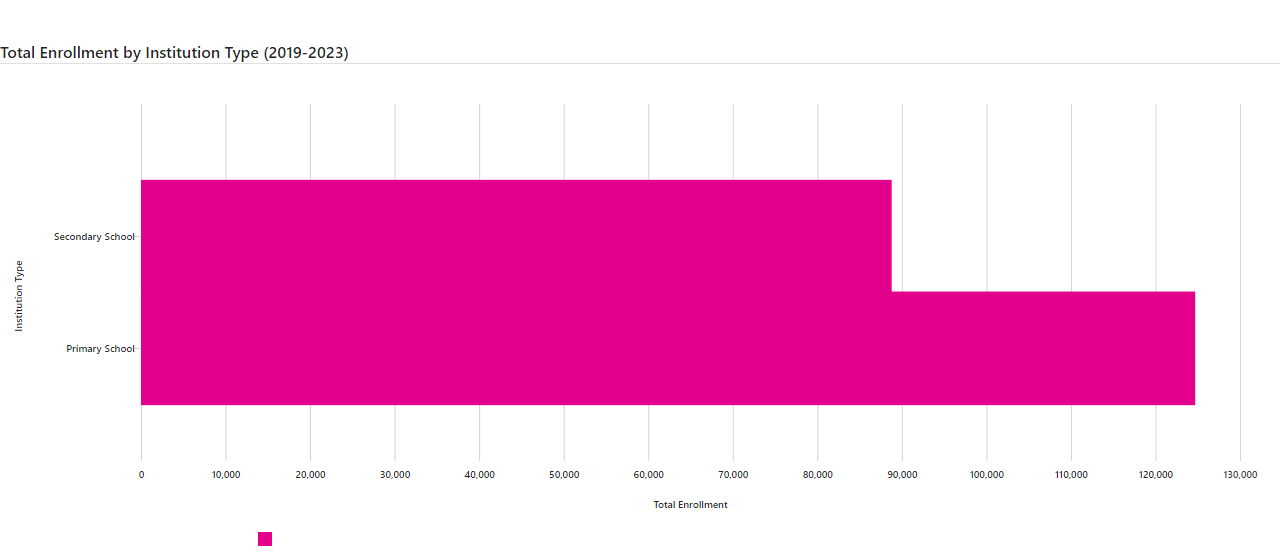 Total Enrollment by Institution Type (2019-2023)
Institution Type
Secondary School
Primary School
0 10,000 20,000 30,000 40,000 50,000 60,000 70,000 80,000 90,000 100,000 110,000 120,000 130,000
Total Enrollment